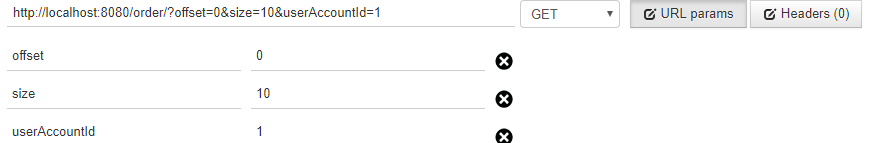 http://localhost:8080/order/?offset=0&size=10&userAccountId=1 GET URL params Headers (0)
offset 0
size 10
userAccountId 1